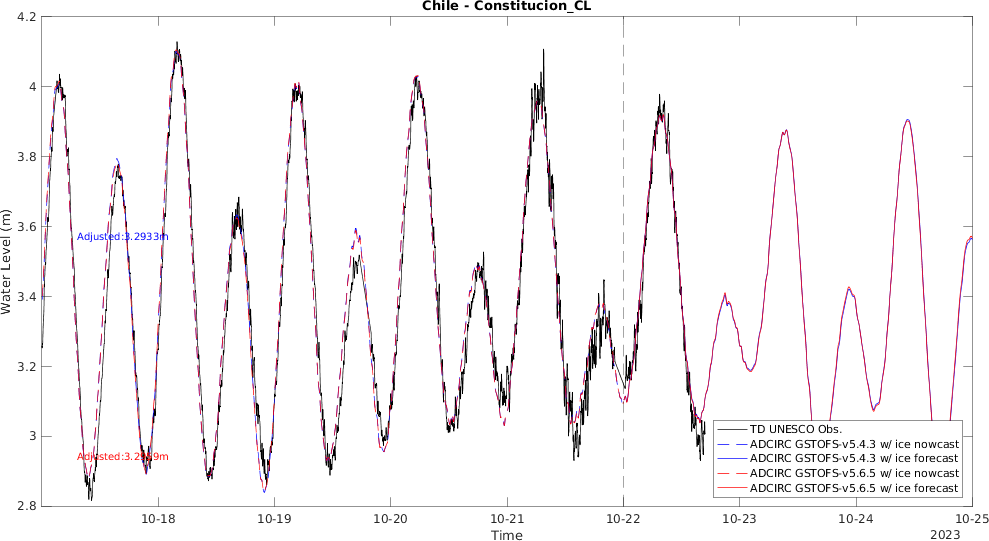 Chile - Constitucion_CL
4.2
4
3.8
3.6
3.4
3.2
3
2.8
Water Level (m)
Adjusted:3.2933m
10-18
10-19
10-20
10-21
10-22
10-23
10-24
10-25
Time
2023
TD UNESCO Obs.
ADCIRC GSTOFS-v5.4.3 w/ ice nowcast
ADCIRC GSTOFS-v5.4.3 w/ ice forecast
ADCIRC GSTOFS-v5.6.5 w/ ice nowcast
ADCIRC GSTOFS-v5.6.5 w/ ice forecast